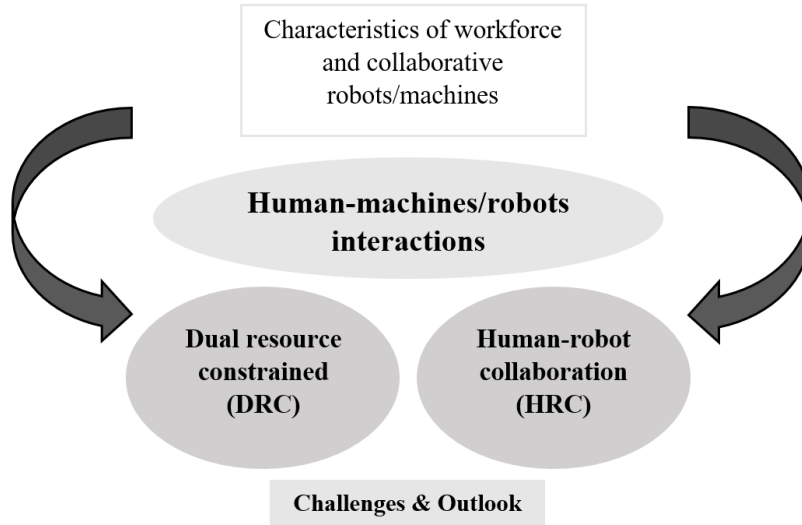 Characteristics of workforce
and collaborative
robots/machines
Human-machines/robots
interactions
Dual resource
constrained
(DRC)
Human-robot
collaboration
(HRC)
Challenges & Outlook